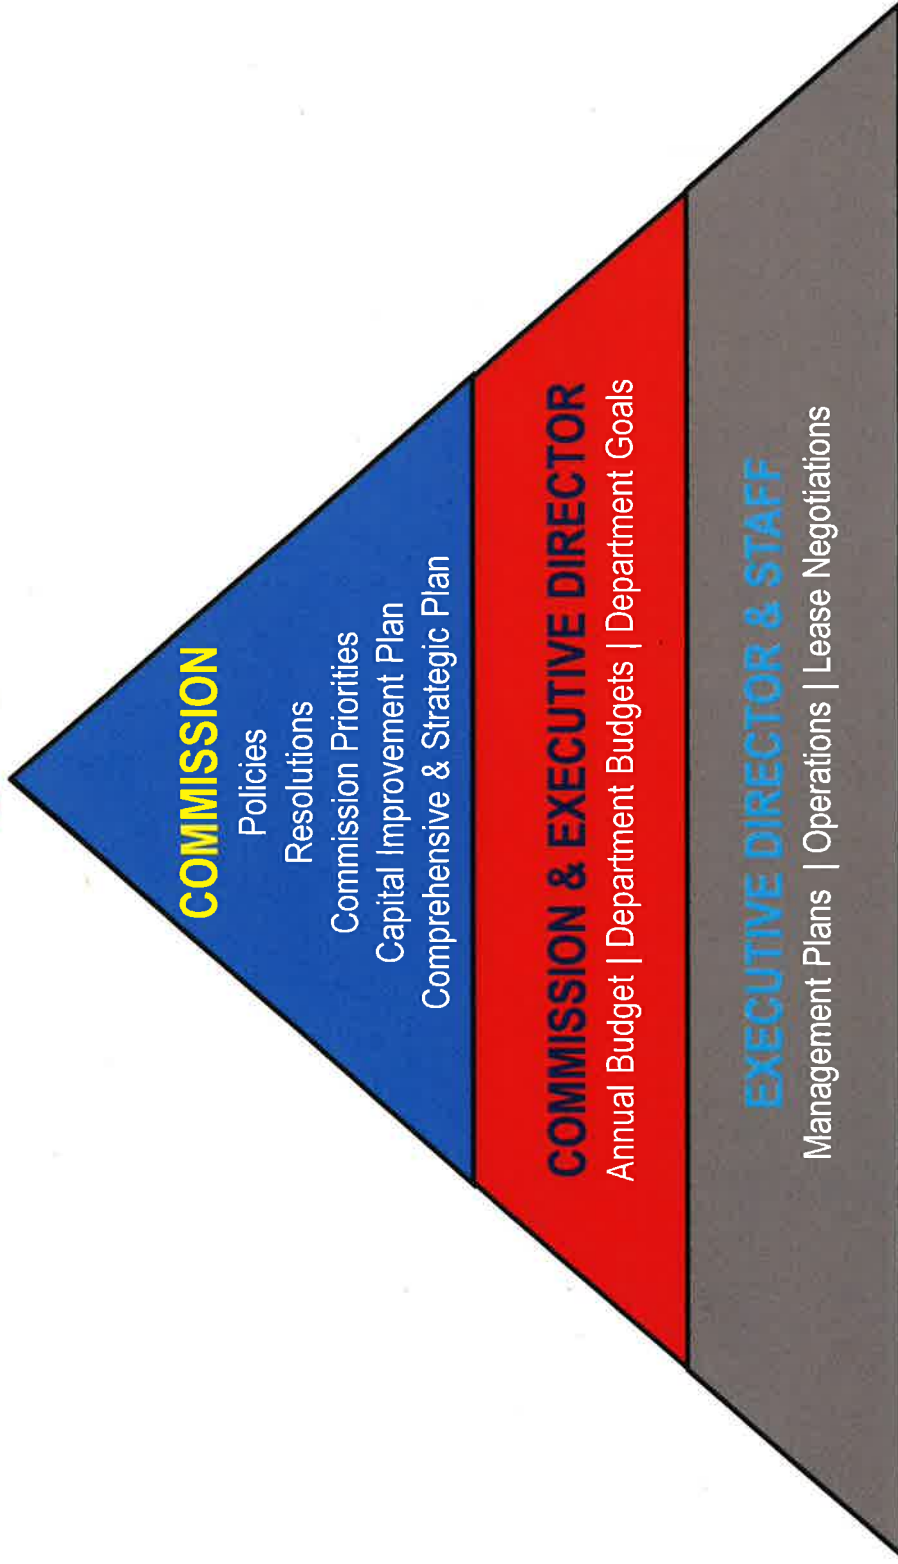 COMMISSION
Policies
Resolutions
Commission Priorities
Capital Improvement Plan
Comprehensive & Strategic Plan
COMMISSION & EXECUTIVE DIRECTOR
Annual Budget | Department Budgets | Department Goals
EXECUTIVE DIRECTOR & STAFF
Management Plans | Operations | Lease Negotiations